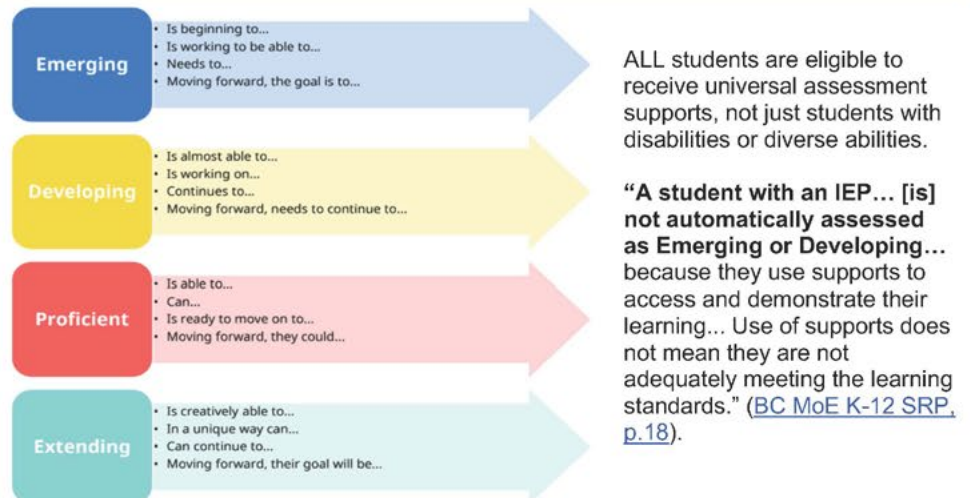 Emerging
• Is beginning to...
• Is working to be able to...
• Needs to...
• Moving forward, the goal is to...
Developing
• Is almost able to...
• Is working on...
• Continues to...
• Moving forward, needs to continue to...
Proficient
• Is able to...
• Can...
• Is ready to move on to...
• Moving forward, they could...
Extending
• Is creatively able to...
• In a unique way can...
• Can continue to...
• Moving forward, their goal will be...
ALL students are eligible to
receive universal assessment
supports, not just students with
disabilities or diverse abilities.
“A student with an IEP... [is]
not automatically assessed
as Emerging or Developing...
because they use supports to
access and demonstrate their
learning... Use of supports does
not mean they are not
adequately meeting the learning
standards.” (BC MoE K-12 SRP,
p.18).